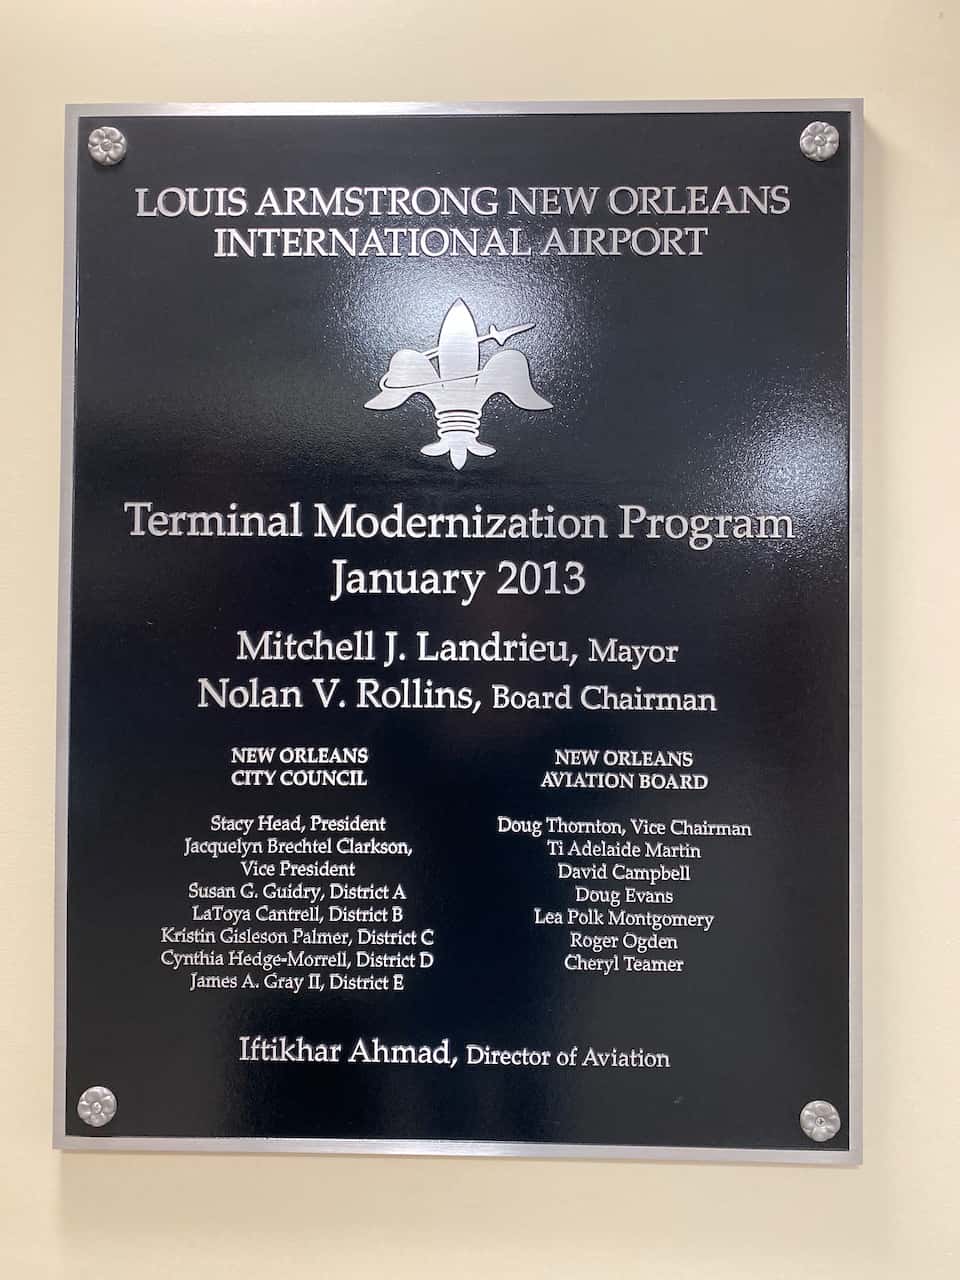 LOUIS ARMSTRONG NEW ORLEANS
INTERNATIONAL AIRPORT
Terminal Modernization Program
January 2013
Mitchell J. Landrieu, Mayor
Nolan V. Rollins, Board Chairman
NEW ORLEANS
CITY COUNCIL
Stacy Head, President
Jacquelyn Brechtel Clarkson,
Vice President
Susan G. Guidry, District A
LaToya Cantrell, District B
Kristin Gisleson Palmer, District C
Cynthia Hedge-Morrell, District D
James A. Gray II, District E
NEW ORLEANS
AVIATION BOARD
Doug Thornton, Vice Chairman
Ti Adelaide Martin
David Campbell
Doug Evans
Lea Polk Montgomery
Roger Ogden
Cheryl Teamer
Iftikhar Ahmad, Director of Aviation